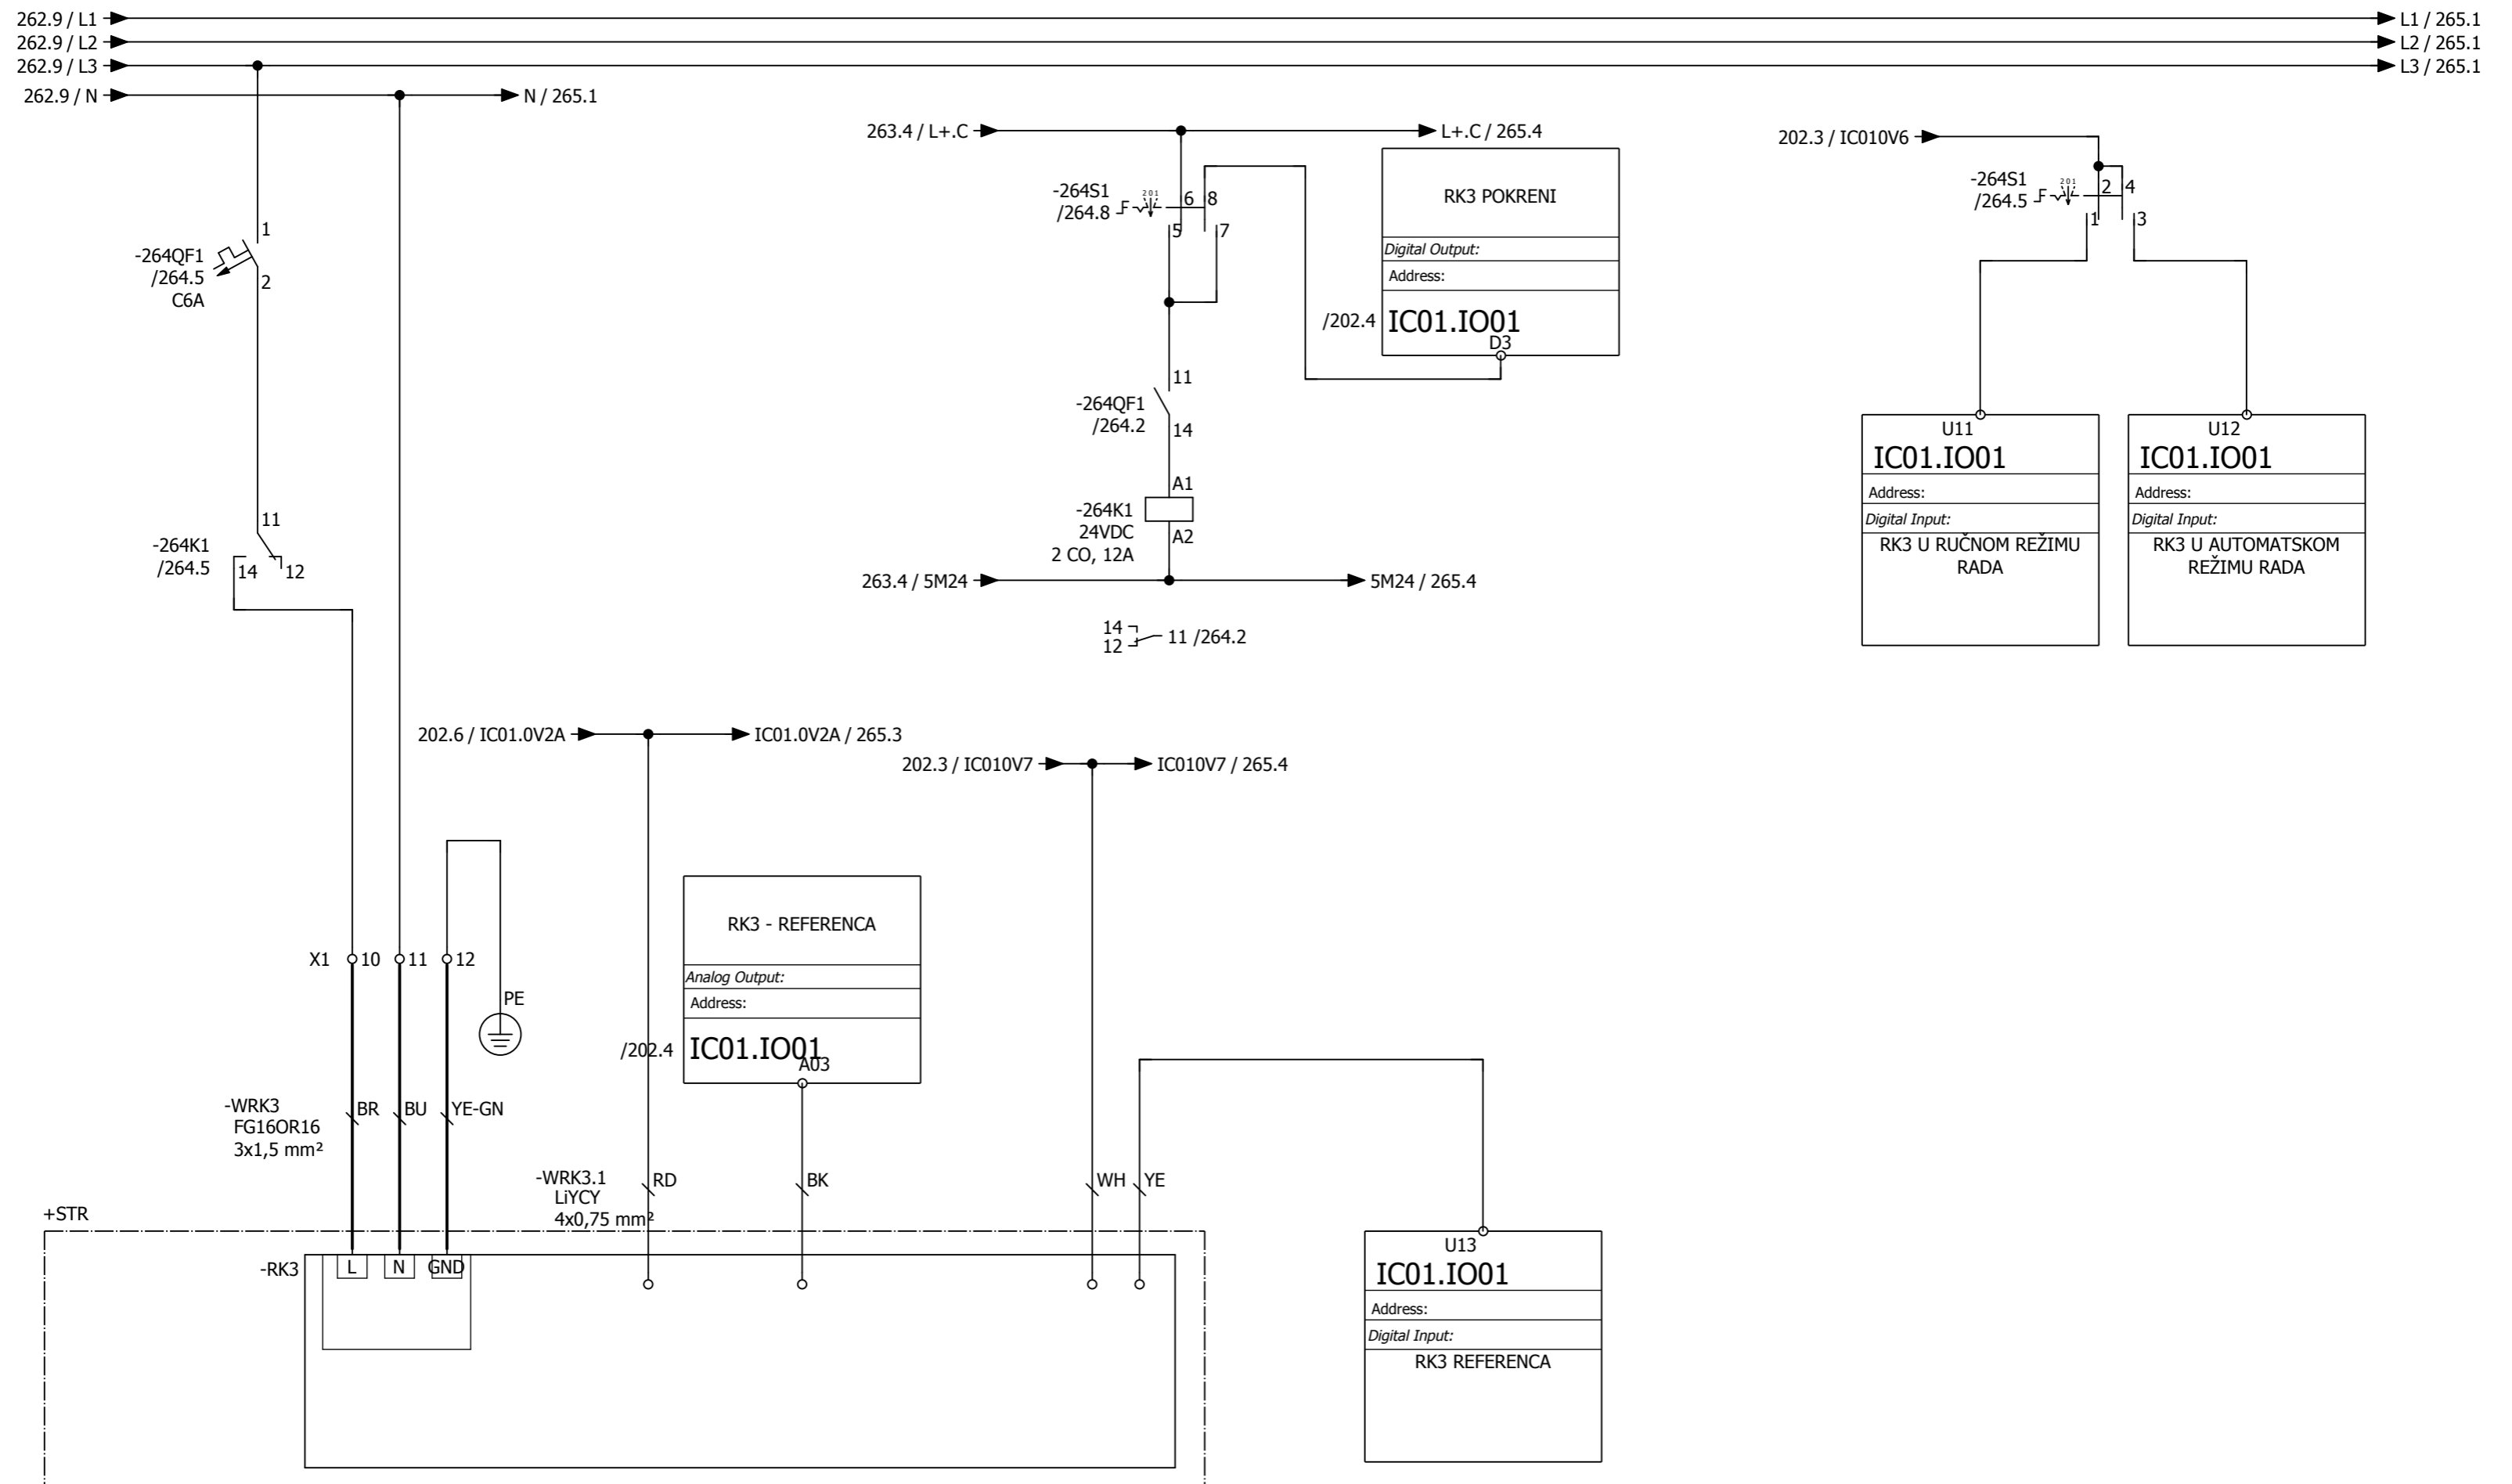 262.9 / L1
L1 / 265.1
262.9 / L2
L2 / 265.1
262.9 / L3
L3 / 265.1
262.9 / N
N / 265.1
1
-264QF1
/264.5
C6A
2
11
-264K1
/264.5
14
12
263.4 / L+.C
L+.C / 265.4
-264S1
/264.8
2 0 1
6
8
5
7
RK3 POKRENI
Digital Output:
Address:
/202.4
IC01.IO01
D3
11
-264QF1
/264.2
14
A1
-264K1
24VDC
2 CO, 12A
A2
263.4 / 5M24
5M24 / 265.4
14
12
11 /264.2
202.3 / IC010V6
-264S1
/264.5
2 0 1
2
4
1
3
U11
IC01.IO01
Address:
Digital Input:
RK3 U RUČNOM REŽIMU
RADA
U12
IC01.IO01
Address:
Digital Input:
RK3 U AUTOMATSKOM
REŽIMU RADA
202.6 / IC01.0V2A
IC01.0V2A / 265.3
202.3 / IC010V7
IC010V7 / 265.4
RK3 - REFERENCA
Analog Output:
Address:
/202.4
IC01.IO01
A03
X1
10
11
12
PE
-WRK3
FG16OR16
3x1,5 mm²
BR
BU
YE-GN
-WRK3.1
LiYCY
4x0,75 mm²
RD
BK
WH
YE
+STR
-RK3
L
N
GND
U13
IC01.IO01
Address:
Digital Input:
RK3 REFERENCA